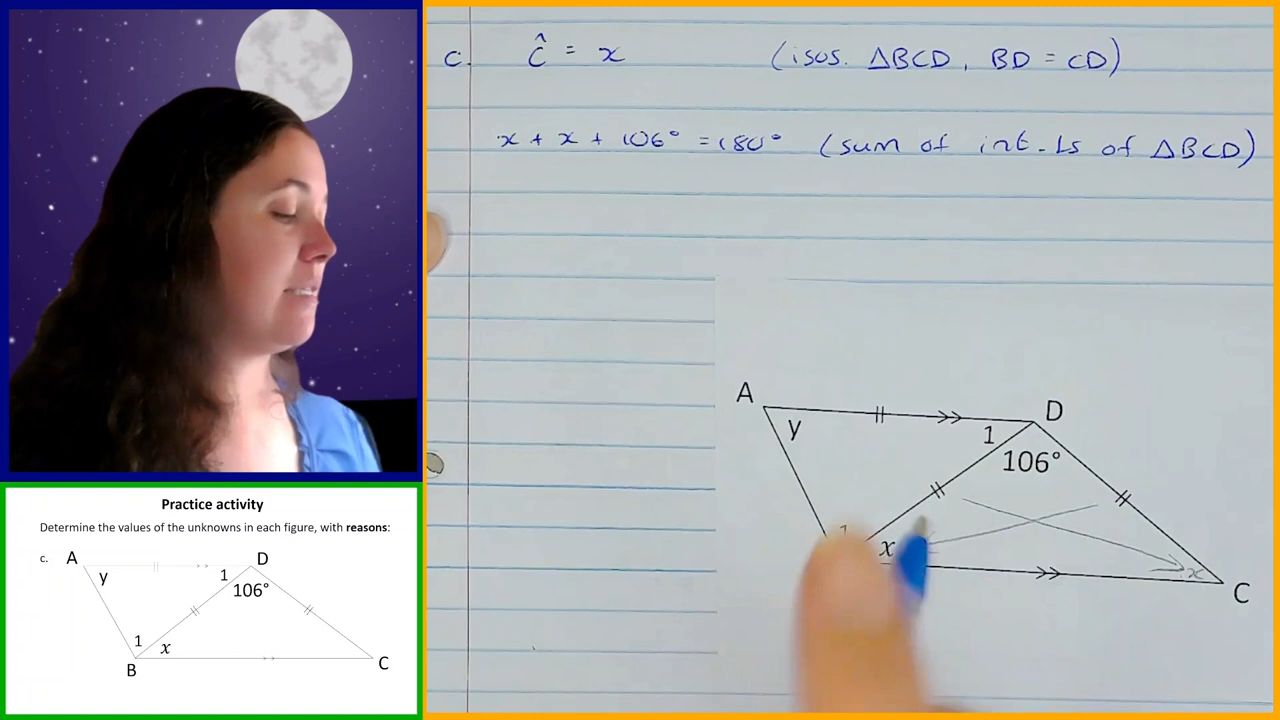 c. Ĉ = x (isos. ΔBCD, BD = CD)
x + x + 106° = 180° (sum of int. ∠s of ΔBCD)
A
D
y
1
106°
1
x
x
C
Practice activity
Determine the values of the unknowns in each figure, with reasons:
c.
A
D
y
1
106°
1
x
B
C